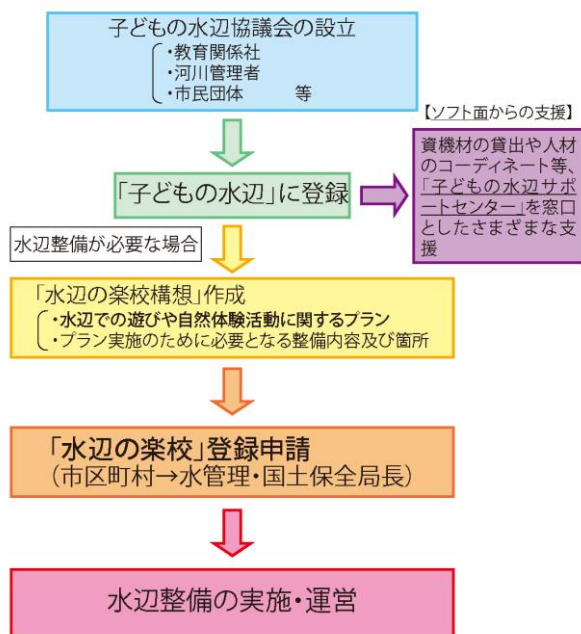 子どもの水辺協議会の設立
・教育関係社
・河川管理者
・市民団体　　　等
【ソフト面からの支援】
「子どもの水辺」に登録
資機材の貸出や人材
のコーディネート等、
「子どもの水辺サポ
ートセンター」を窓口
としたさまざまな支
援
水辺整備が必要な場合
「水辺の楽校構想」作成
・水辺での遊びや自然体験活動に関するプラン
・プラン実施のために必要となる整備内容及び箇所
「水辺の楽校」登録申請
(市区町村→水管理・国土保全局長)
水辺整備の実施・運営